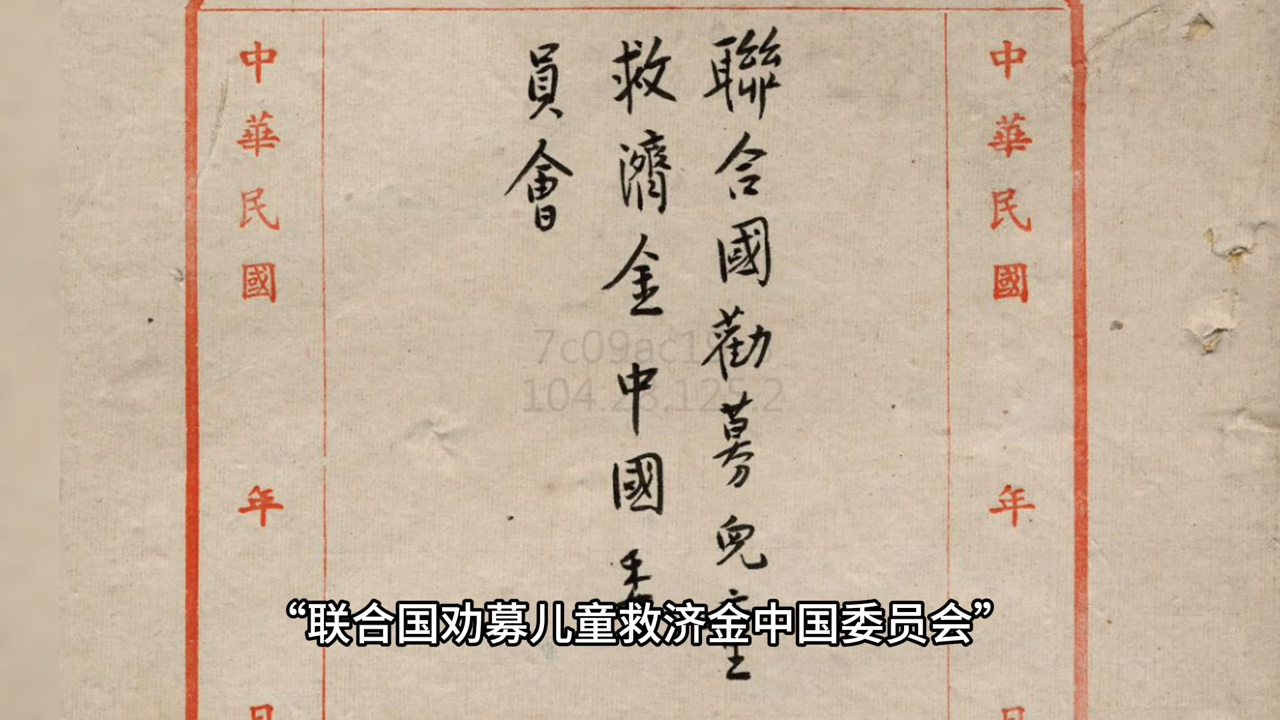 中華民國 年 日
聯合國勸募兒童
救濟金中國委
員會
中華民國 年 日
“联合国劝募儿童救济金中国委员会”